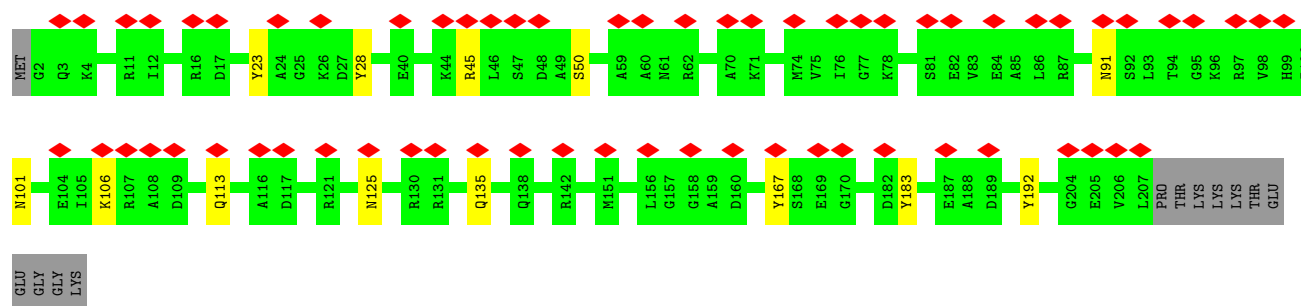 MET G2 Q3 K4 R11 I12 R16 D17 Y23 A24 G25 K26 D27 Y28 E40 K44 R45 L46 S47 D48 A49 S50 A59 A60 N61 R62 A70 K71 M74 V75 I76 G77 K78 S81 E82 V83 E84 A85 L86 R87 N91 S92 L93 T94 G95 K96 R97 V98 H99
N101 E104 I105 K106 R107 A108 D109 Q113 A116 D117 R121 N125 R130 R131 Q135 Q138 R142 M151 L156 G157 G158 A159 D160 Y167 S168 E169 G170 D182 Y183 E187 A188 D189 Y192 G204 E205 V206 L207 PRO THR LYS LYS LYS THR GLU
GLU GLY GLY LYS